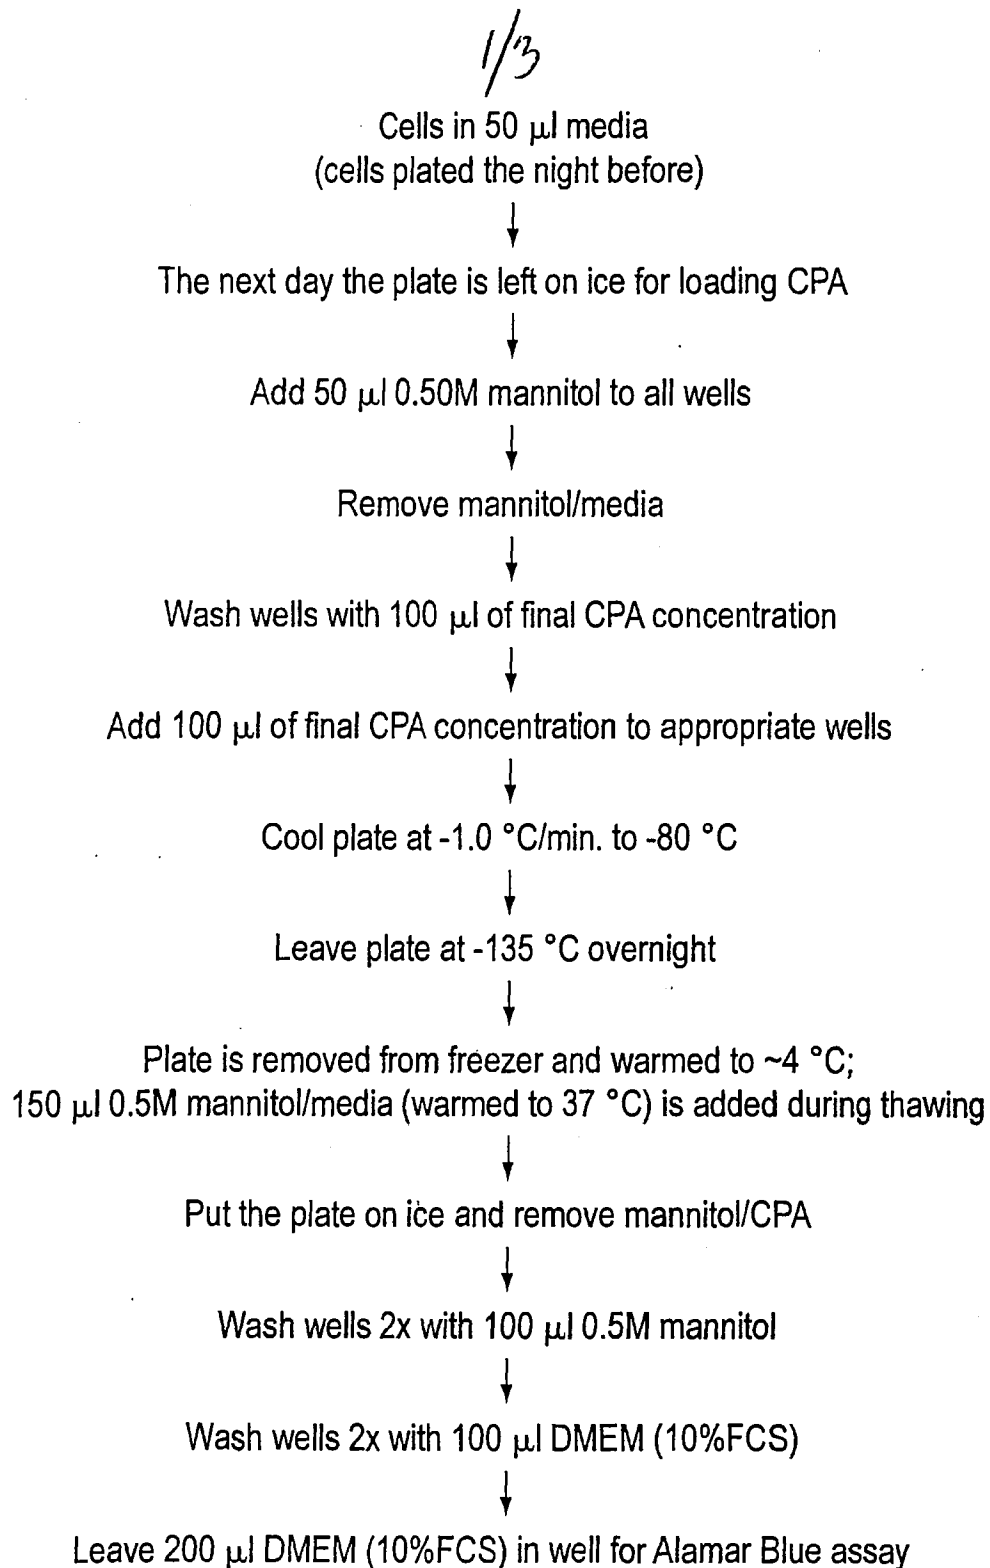 1/3
Cells in 50 μl media
(cells plated the night before)
The next day the plate is left on ice for loading CPA
Add 50 μl 0.50M mannitol to all wells
Remove mannitol/media
Wash wells with 100 μl of final CPA concentration
Add 100 μl of final CPA concentration to appropriate wells
Cool plate at -1.0 °C/min. to -80 °C
Leave plate at -135 °C overnight
Plate is removed from freezer and warmed to ~4 °C;
150 μl 0.5M mannitol/media (warmed to 37 °C) is added during thawing
Put the plate on ice and remove mannitol/CPA
Wash wells 2x with 100 μl 0.5M mannitol
Wash wells 2x with 100 μl DMEM (10%FCS)
Leave 200 μl DMEM (10%FCS) in well for Alamar Blue assay